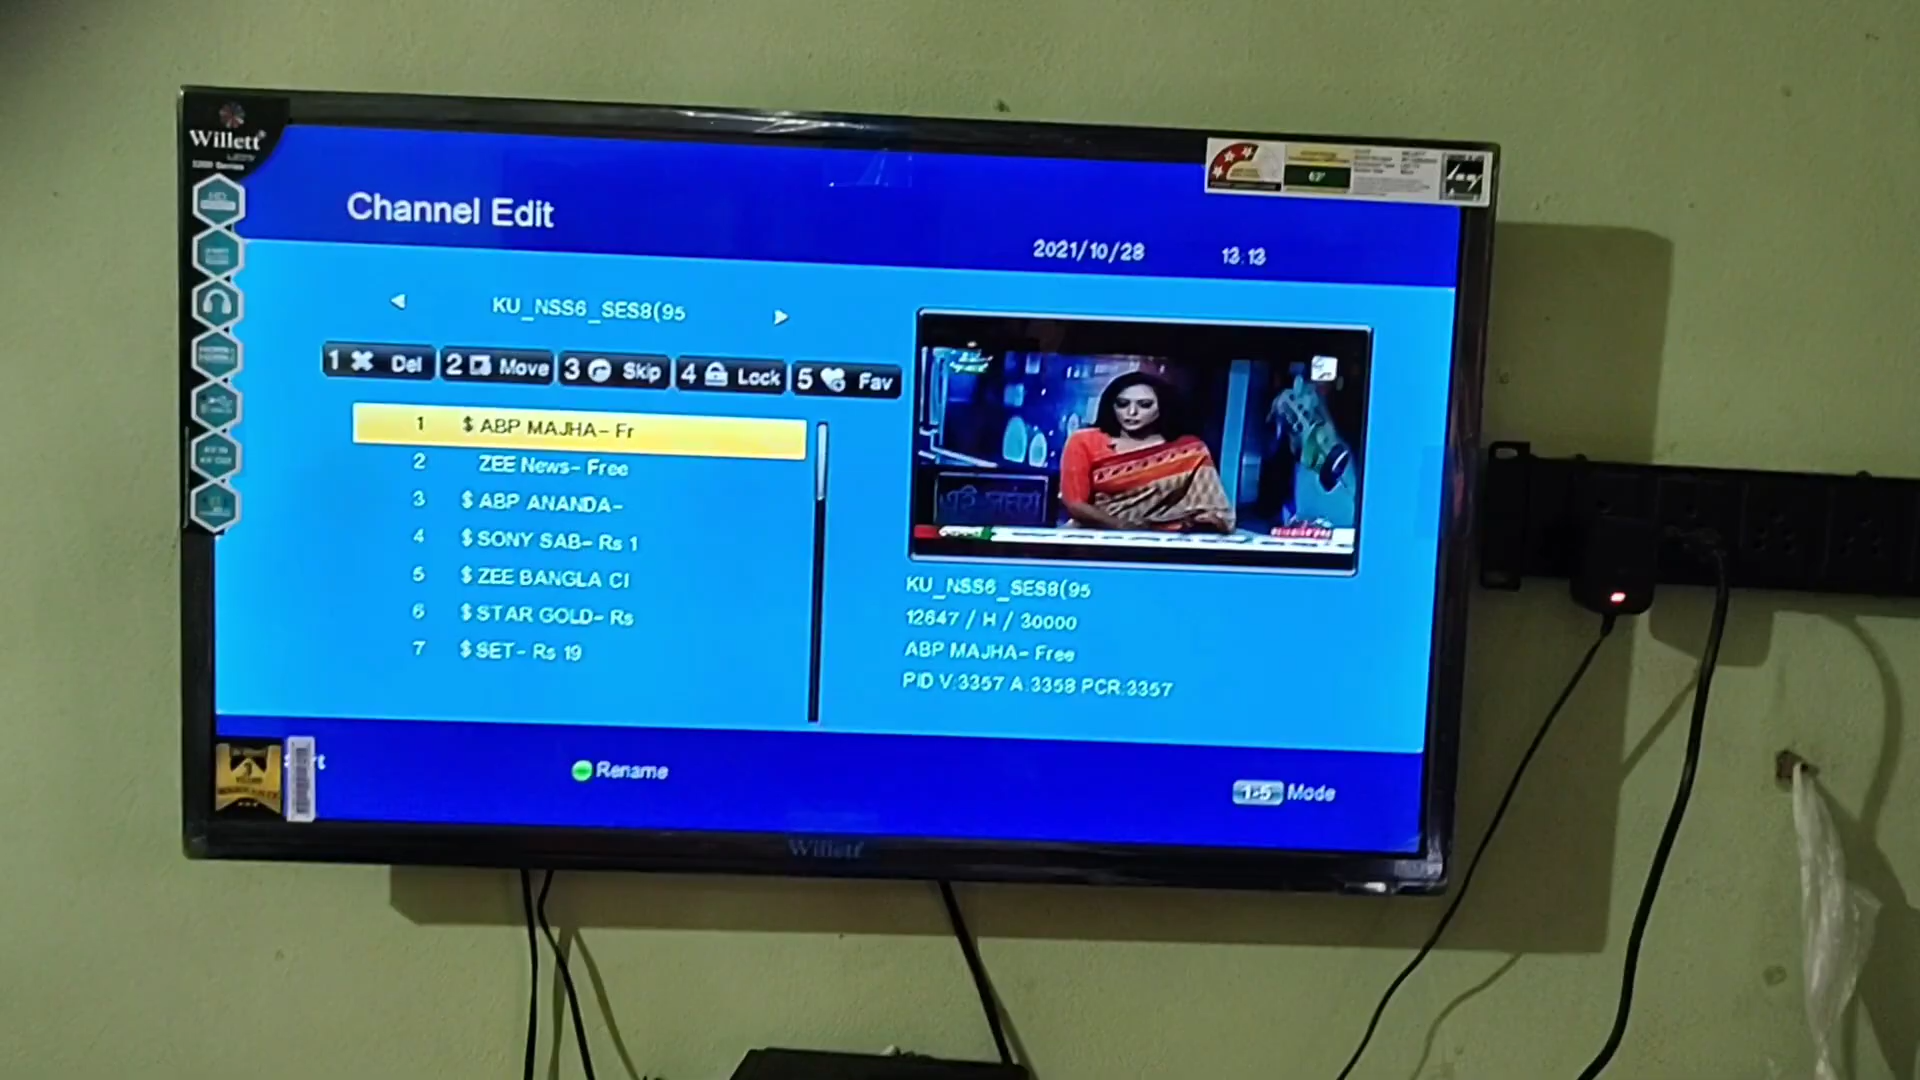 Willett
Channel Edit
2021/10/28 13:13
KU_NSS6_SES8(95
1 Del 2 Move 3 Skip 4 Lock 5 Fav
1 $ ABP MAJHA- Fr
2 ZEE News- Free
3 $ ABP ANANDA-
4 $ SONY SAB- Rs 1
5 $ ZEE BANGLA CI
6 $ STAR GOLD- Rs
7 $ SET- Rs 19
KU_NSS6_SES8(95
12647 / H / 30000
ABP MAJHA- Free
PID V:3357 A:3358 PCR:3357
Rename
1-5 Mode
Willett